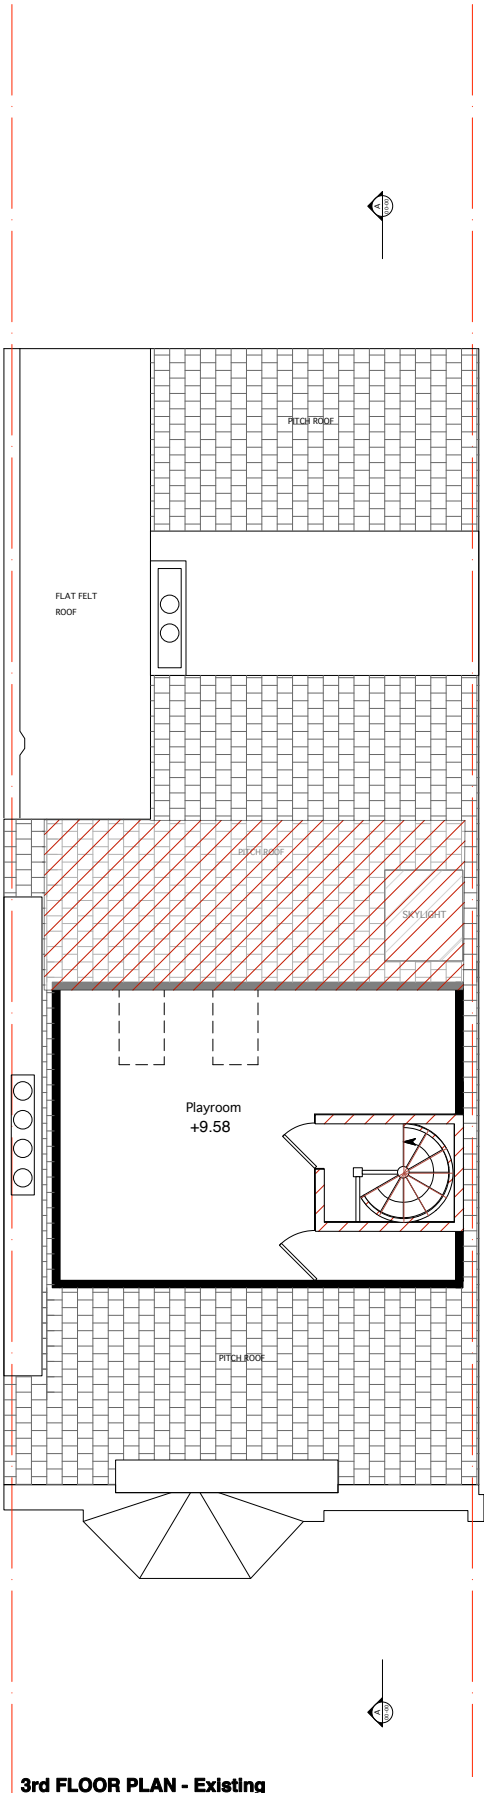 A
PITCH ROOF
FLAT FELT
ROOF
PITCH ROOF
SKYLIGHT
Playroom
+9.58
PITCH ROOF
A
3rd FLOOR PLAN - Existing